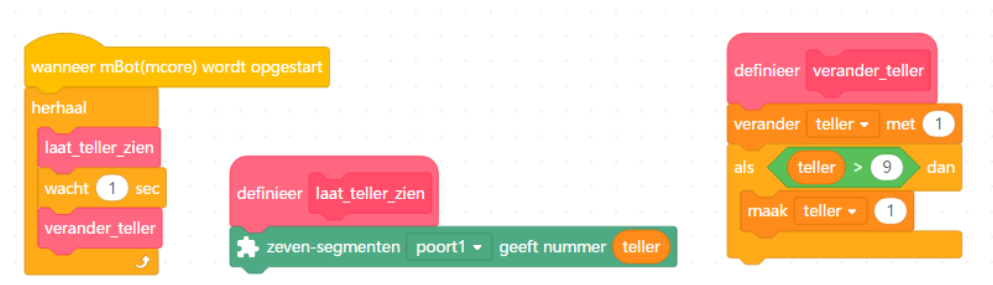 wanneer mBot(mcore) wordt opgestart
herhaal
laat_teller_zien
wacht 1 sec
verander_teller
definieer laat_teller_zien
zeven-segmenten poort1 geeft nummer teller
definieer verander_teller
verander teller met 1
als teller > 9 dan
maak teller 1